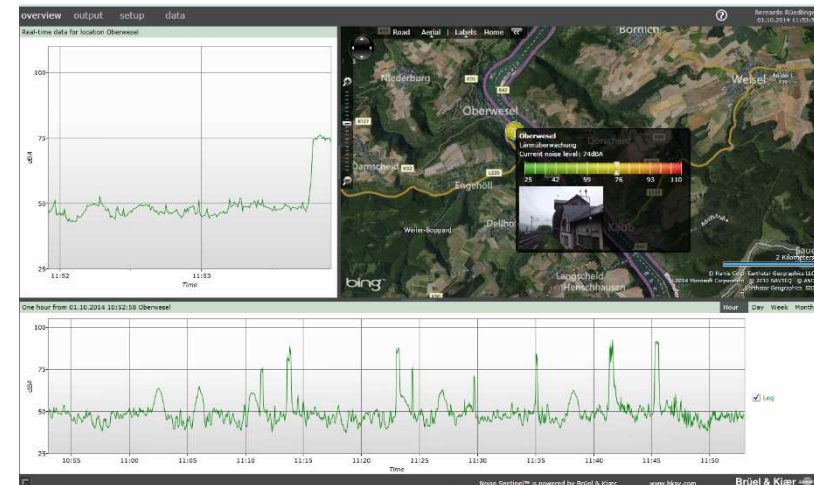 overview output setup data
Bernardo Rüedlinge
01.10.2014 11:53:5
Real-time data for location Oberwesel
100
75
50
25
dBA
11:52 11:53
Time
Road Aerial | Labels Home
Bornich
Niederburg
Weisel
Oberwesel
Damscheid
Dörscheid
Engehöll
Weiler-Boppard
Dellho
Kaub
Langscheid
Henschhausen
Oberwesel
Lärmüberwachung
Current noise level: 74dBA
25 42 59 76 93 110
bing
2 Kilometers
One hour from 01.10.2014 10:52:58 Oberwesel
Hour Day Week Month
100
75
50
25
dBA
Leq
10:55 11:00 11:05 11:10 11:15 11:20 11:25 11:30 11:35 11:40 11:45 11:50
Time
Noise Sentinel™ is powered by Brüel & Kjær www.bksv.com Brüel & Kjær